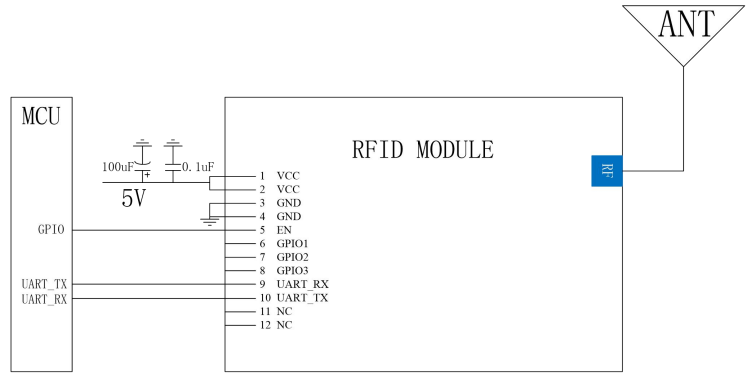 ANT
MCU
RFID MODULE
RF
100uF
+
0.1uF
5V
1 VCC
2 VCC
3 GND
4 GND
GPIO
5 EN
6 GPIO1
7 GPIO2
8 GPIO3
UART_TX
9 UART_RX
UART_RX
10 UART_TX
11 NC
12 NC